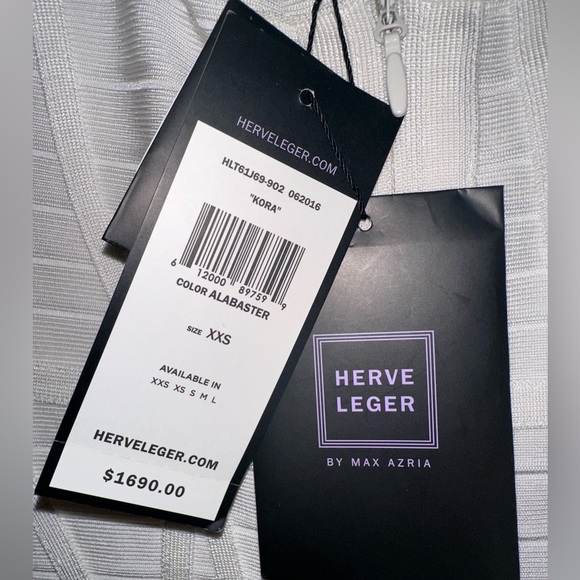 HERVELEGER.COM
HLT61J69-902 062016
"KORA"
6 12000 89759 9
COLOR ALABASTER
SIZE XXS
AVAILABLE IN
XXS XS S M L
HERVELEGER.COM
$1690.00
HERVE
LEGER
BY MAX AZRIA